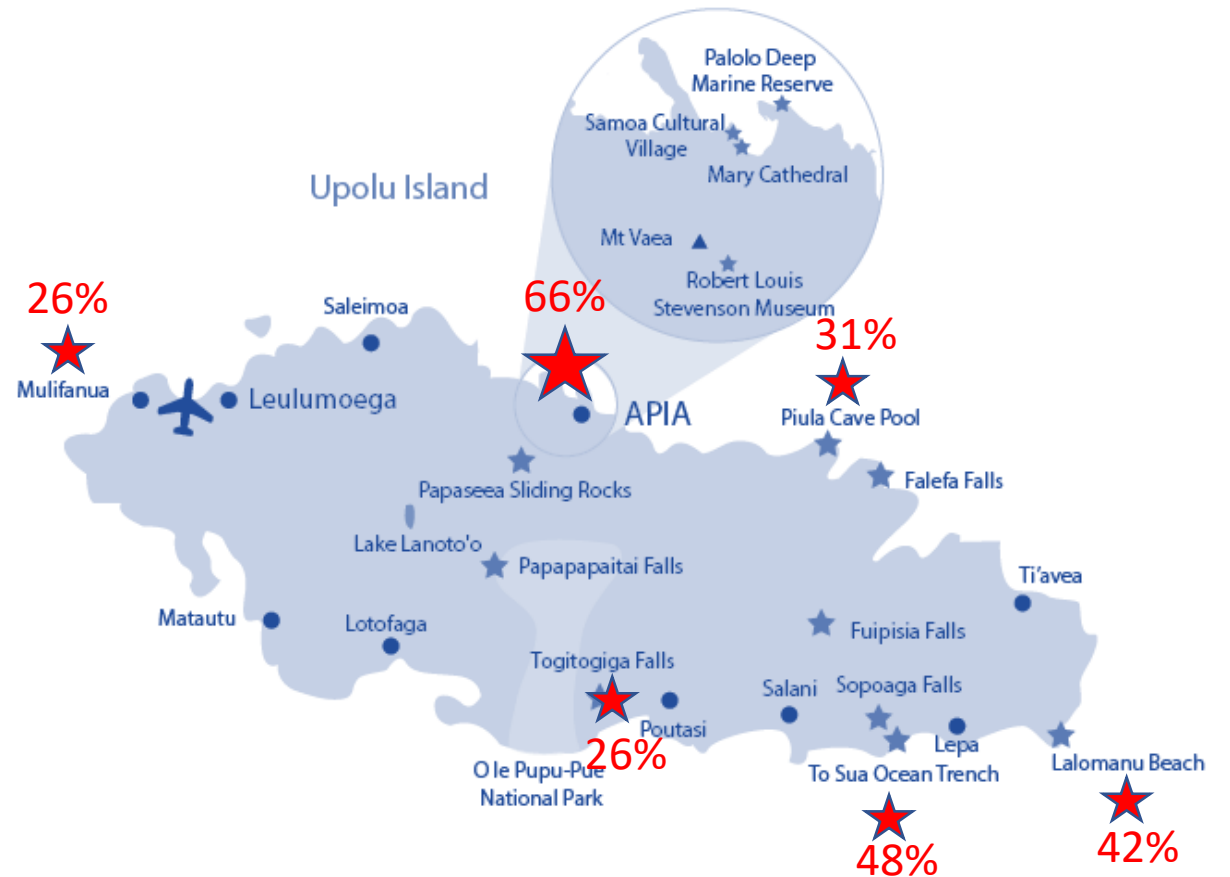 Palolo Deep
Marine Reserve
Samoa Cultural
Village
Mary Cathedral
Upolu Island
Mt Vaea
Robert Louis
Stevenson Museum
26%
Saleimoa
66%
31%
Mulifanua
Leulumoega
APIA
Piula Cave Pool
Falefa Falls
Papaseea Sliding Rocks
Lake Lanoto'o
Papapapaitai Falls
Ti'avea
Matautu
Lotofaga
Fuipisia Falls
Togitogiga Falls
Salani
Sopoaga Falls
Poutasi
26%
Lepa
O le Pupu-Pue
National Park
To Sua Ocean Trench
Lalomanu Beach
48%
42%